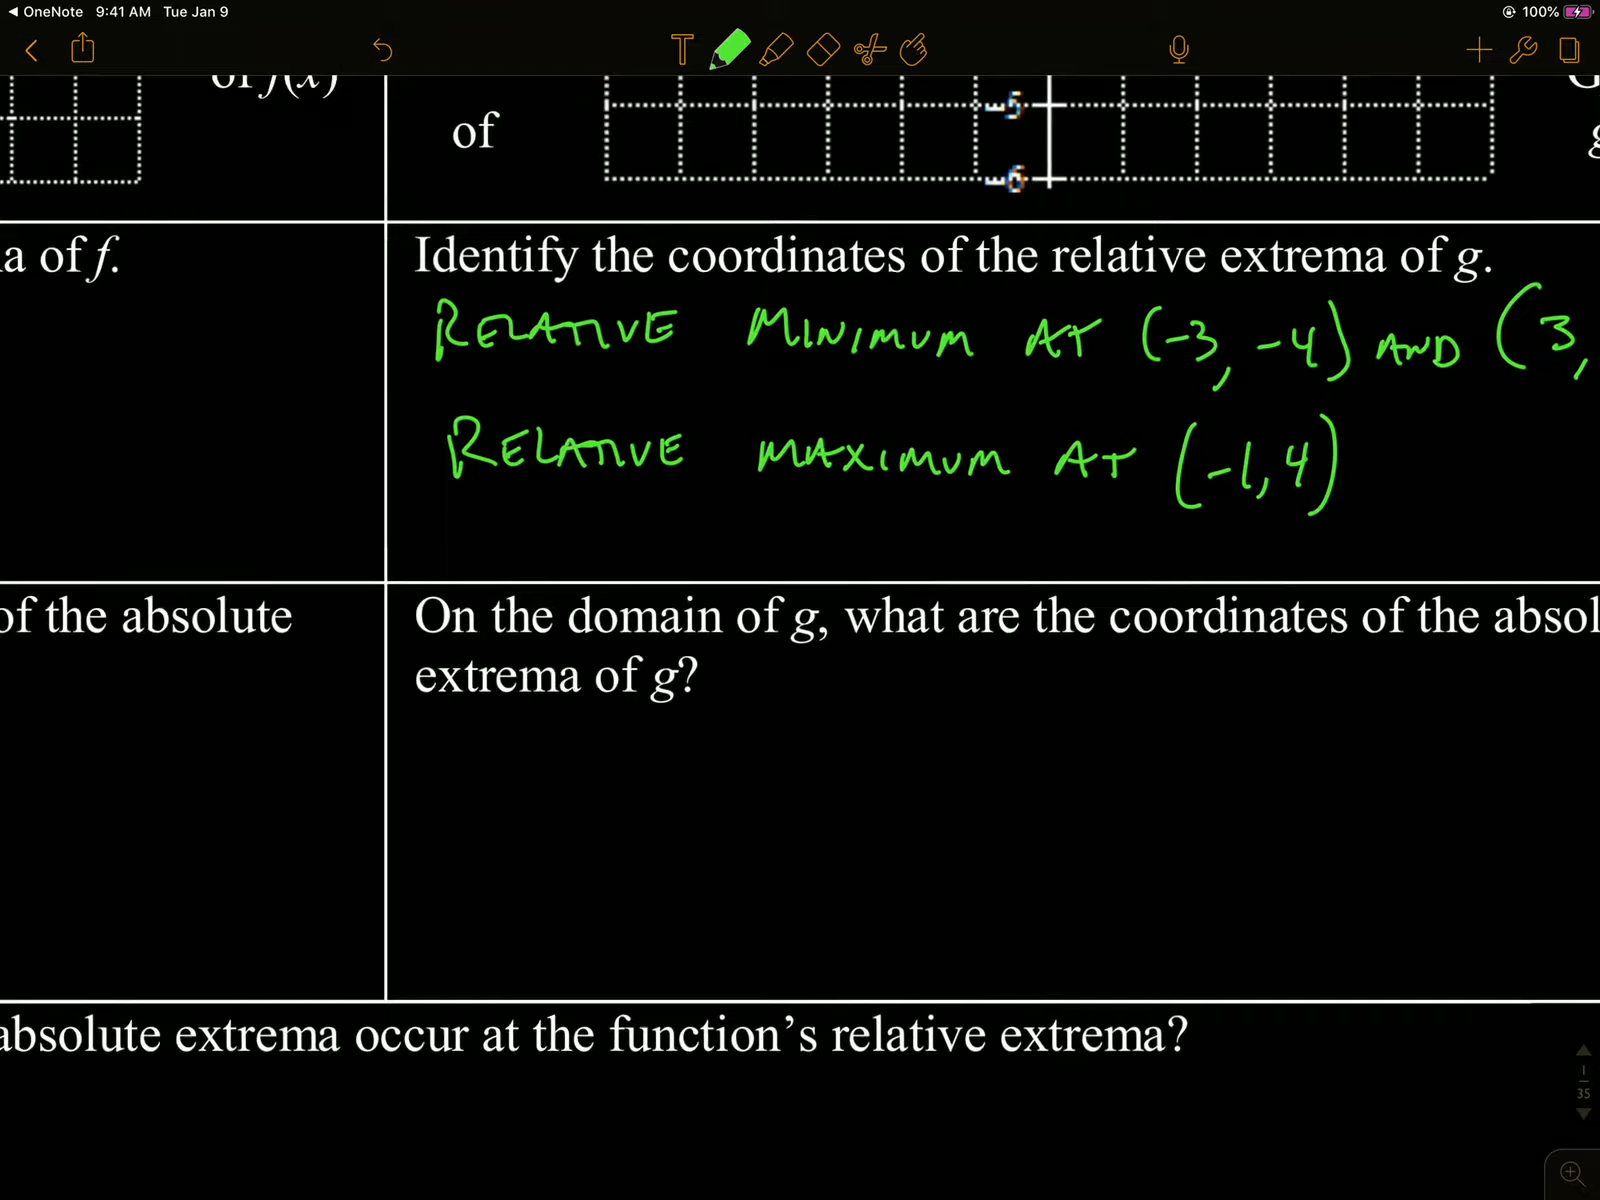 ◀ OneNote 9:41 AM Tue Jan 9 100%
T
of f(x)
-5
of
-6
a of f.
Identify the coordinates of the relative extrema of g.
RELATIVE MINIMUM AT (-3, -4) AND (3,
RELATIVE MAXIMUM AT (-1, 4)
of the absolute
On the domain of g, what are the coordinates of the absol
extrema of g?
absolute extrema occur at the function’s relative extrema?
1
35